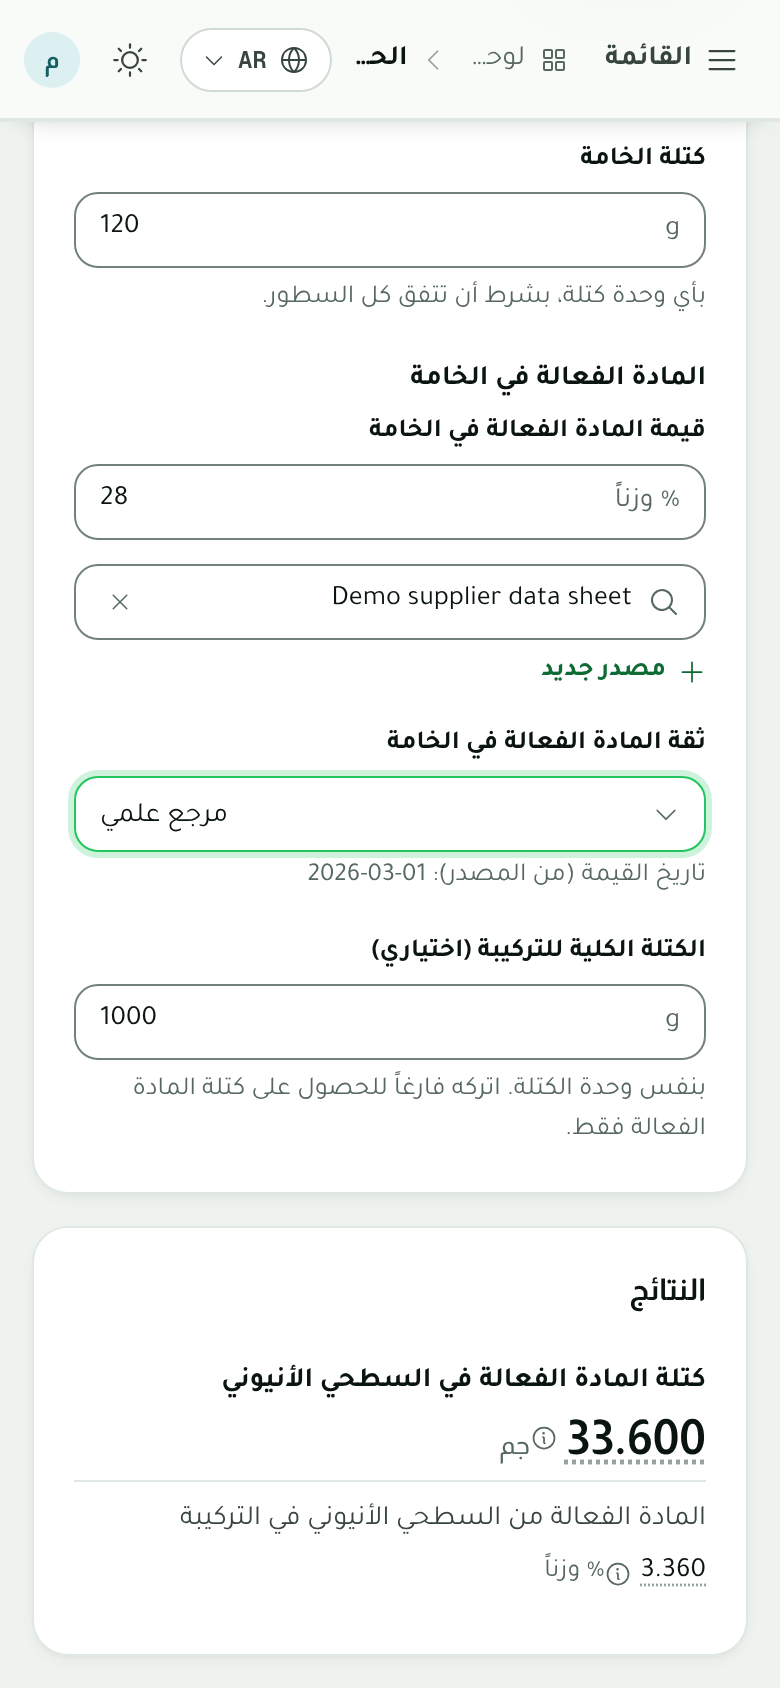 القائمة
لوحـ...
الحـ...
AR
م
كتلة الخامة
120
g
بأي وحدة كتلة، بشرط أن تتفق كل السطور.
المادة الفعالة في الخامة
قيمة المادة الفعالة في الخامة
28
% وزناً
Demo supplier data sheet
مصدر جديد
ثقة المادة الفعالة في الخامة
مرجع علمي
تاريخ القيمة (من المصدر): 2026-03-01
الكتلة الكلية للتركيبة (اختياري)
1000
g
بنفس وحدة الكتلة. اتركه فارغاً للحصول على كتلة المادة
الفعالة فقط.
النتائج
كتلة المادة الفعالة في السطحي الأنيوني
33.600 جم
المادة الفعالة من السطحي الأنيوني في التركيبة
3.360 % وزناً